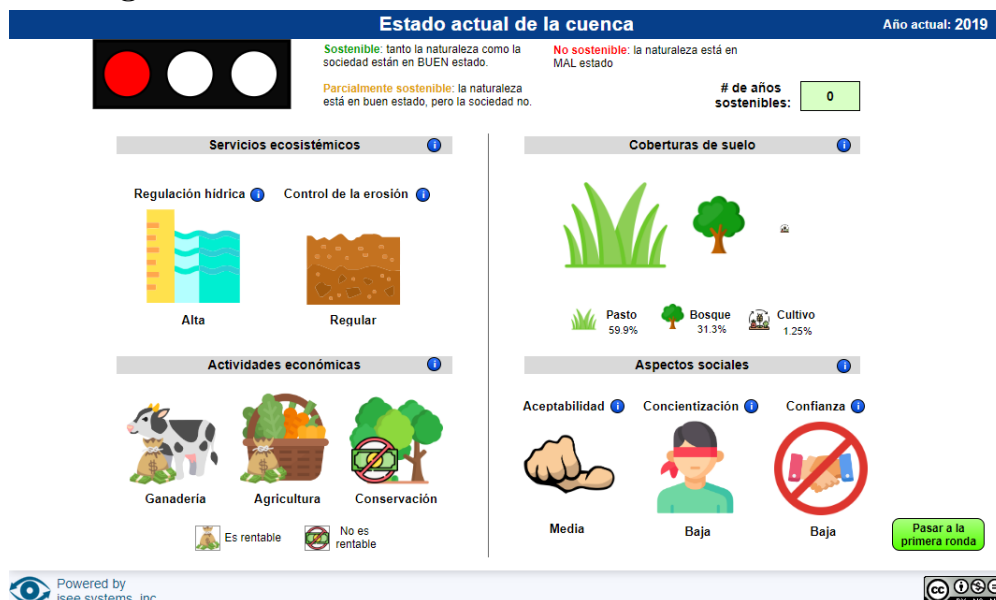 Estado actual de la cuenca
Año actual: 2019
Sostenible: tanto la naturaleza como la
sociedad están en BUEN estado.
No sostenible: la naturaleza está en
MAL estado
Parcialmente sostenible: la naturaleza
está en buen estado, pero la sociedad no.
# de años
sostenibles:
0
Servicios ecosistémicos
i
Regulación hídrica i
Control de la erosión i
Alta
Regular
Coberturas de suelo
i
Pasto
59.9%
Bosque
31.3%
Cultivo
1.25%
Actividades económicas
i
Ganaderia
Agricultura
Conservación
Es rentable
No es
rentable
Aspectos sociales
i
Aceptabilidad i
Concientización i
Confianza i
Media
Baja
Baja
Pasar a la
primera ronda
Powered by
isee systems, inc